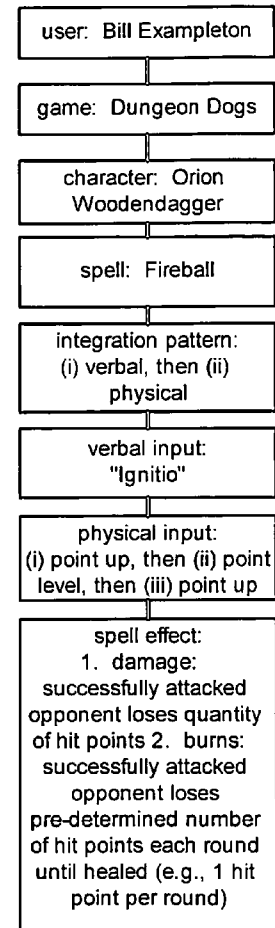 user: Bill Exampleton
game: Dungeon Dogs
character: Orion
Woodendagger
spell: Fireball
integration pattern:
(i) verbal, then (ii)
physical
verbal input:
"Ignitio"
physical input:
(i) point up, then (ii) point
level, then (iii) point up
spell effect:
1. damage:
successfully attacked
opponent loses quantity
of hit points 2. burns:
successfully attacked
opponent loses
pre-determined number
of hit points each round
until healed (e.g., 1 hit
point per round)